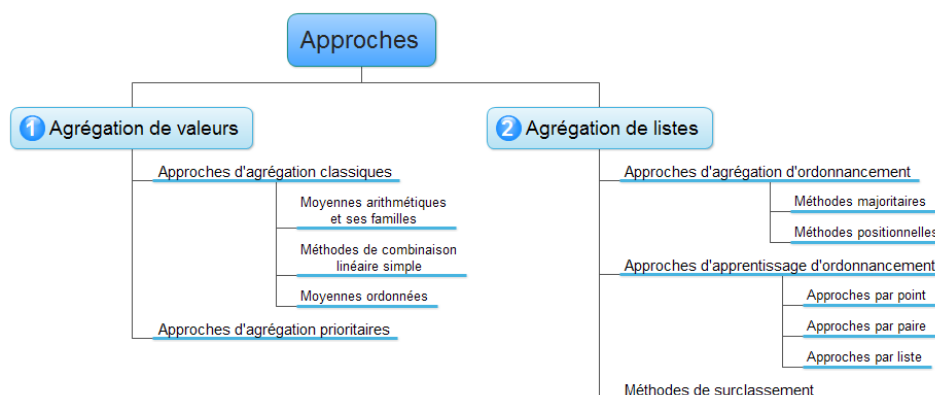 Approches
1 Agrégation de valeurs
Approches d'agrégation classiques
Moyennes arithmétiques
et ses familles
Méthodes de combinaison
linéaire simple
Moyennes ordonnées
Approches d'agrégation prioritaires
2 Agrégation de listes
Approches d'agrégation d'ordonnancement
Méthodes majoritaires
Méthodes positionnelles
Approches d'apprentissage d'ordonnancement
Approches par point
Approches par paire
Approches par liste
Méthodes de surclassement